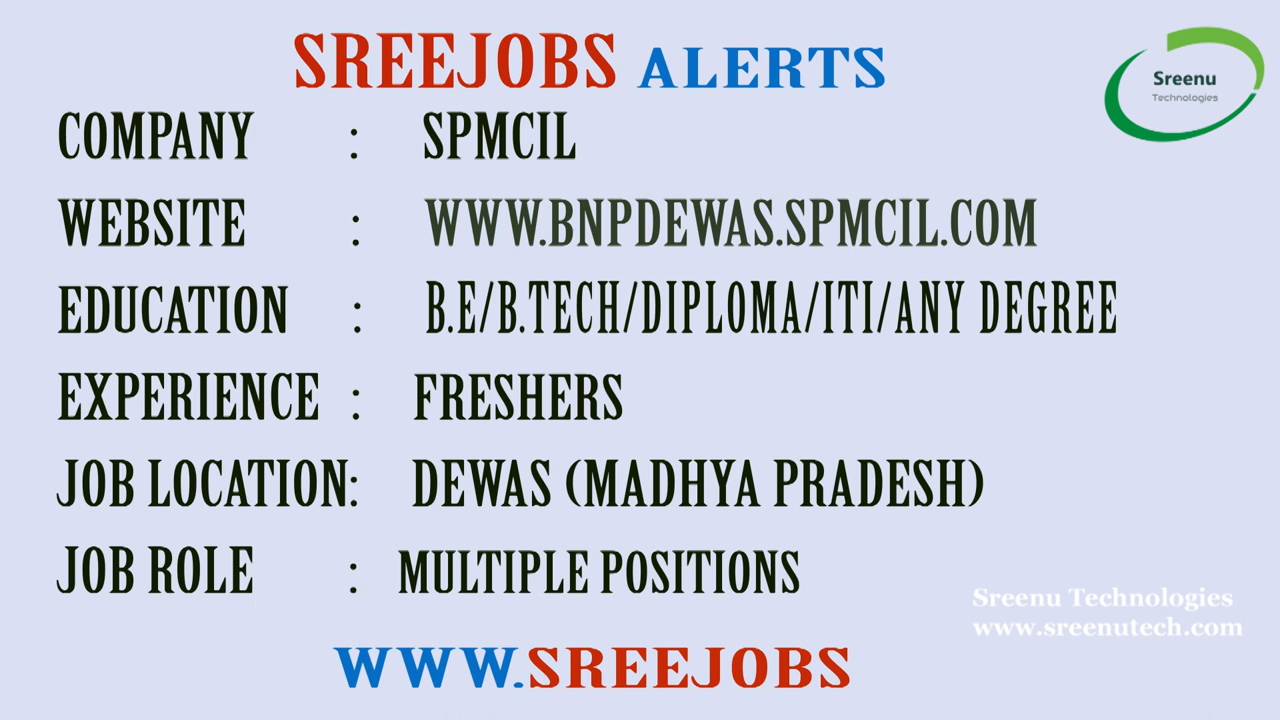 SREEJOBS ALERTS
Sreenu
Technologies
COMPANY : SPMCIL
WEBSITE : WWW.BNPDEWAS.SPMCIL.COM
EDUCATION : B.E/B.TECH/DIPLOMA/ITI/ANY DEGREE
EXPERIENCE : FRESHERS
JOB LOCATION: DEWAS (MADHYA PRADESH)
JOB ROLE : MULTIPLE POSITIONS
Sreenu Technologies
www.sreenutech.com
WWW.SREEJOBS